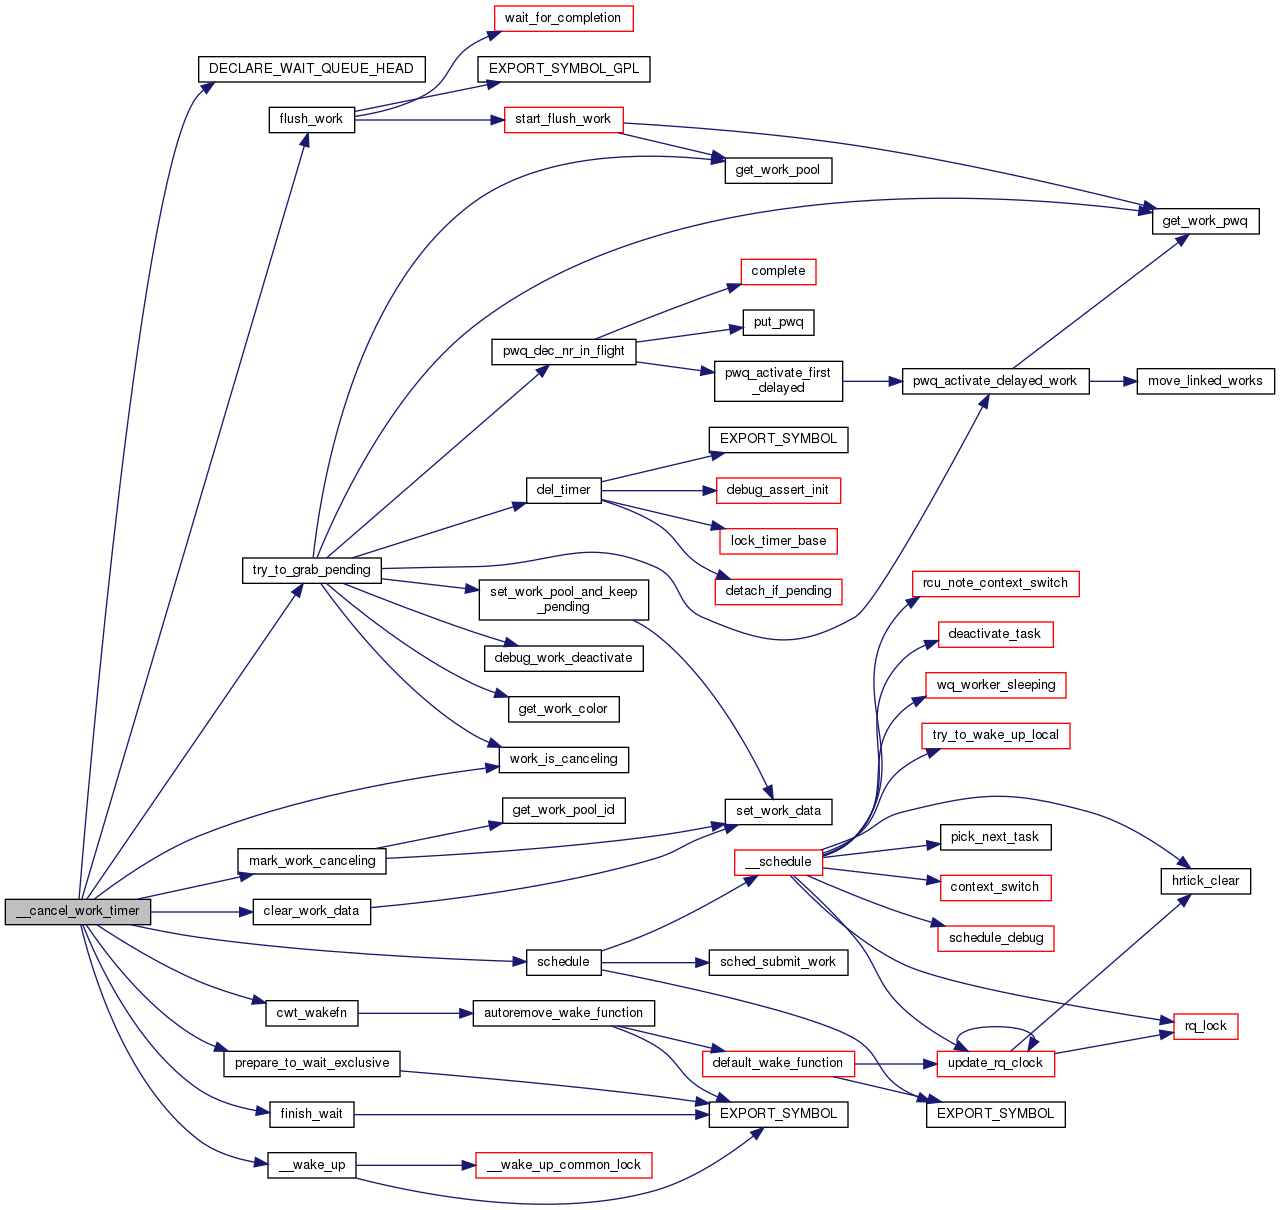 wait_for_completion
DECLARE_WAIT_QUEUE_HEAD
EXPORT_SYMBOL_GPL
flush_work
start_flush_work
get_work_pool
get_work_pwq
complete
put_pwq
pwq_dec_nr_in_flight
pwq_activate_first
_delayed
pwq_activate_delayed_work
move_linked_works
EXPORT_SYMBOL
del_timer
debug_assert_init
lock_timer_base
try_to_grab_pending
detach_if_pending
set_work_pool_and_keep
_pending
rcu_note_context_switch
deactivate_task
debug_work_deactivate
wq_worker_sleeping
get_work_color
try_to_wake_up_local
work_is_canceling
get_work_pool_id
set_work_data
pick_next_task
mark_work_canceling
__schedule
hrtick_clear
context_switch
__cancel_work_timer
clear_work_data
schedule_debug
schedule
sched_submit_work
cwt_wakefn
autoremove_wake_function
rq_lock
prepare_to_wait_exclusive
default_wake_function
update_rq_clock
finish_wait
EXPORT_SYMBOL
EXPORT_SYMBOL
__wake_up
__wake_up_common_lock